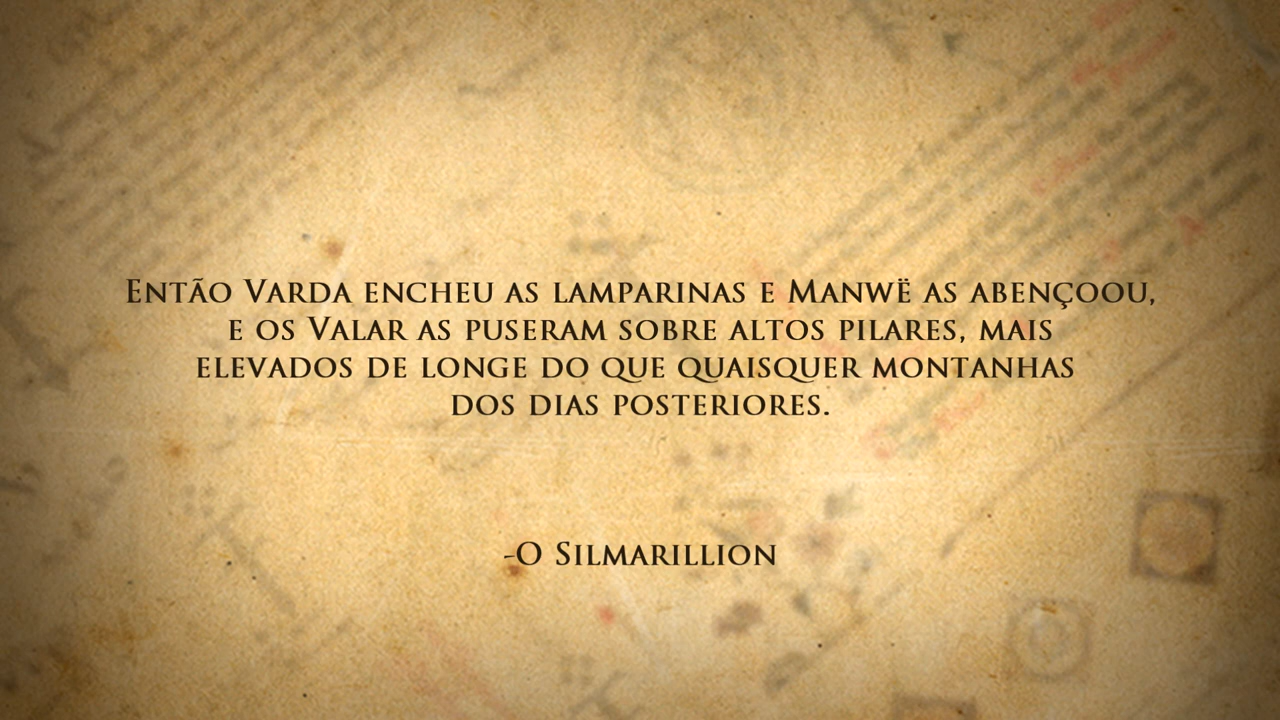 Então Varda encheu as lamparinas e Manwë as abençoou,
e os Valar as puseram sobre altos pilares, mais
elevados de longe do que quaisquer montanhas
dos dias posteriores.
-O Silmarillion